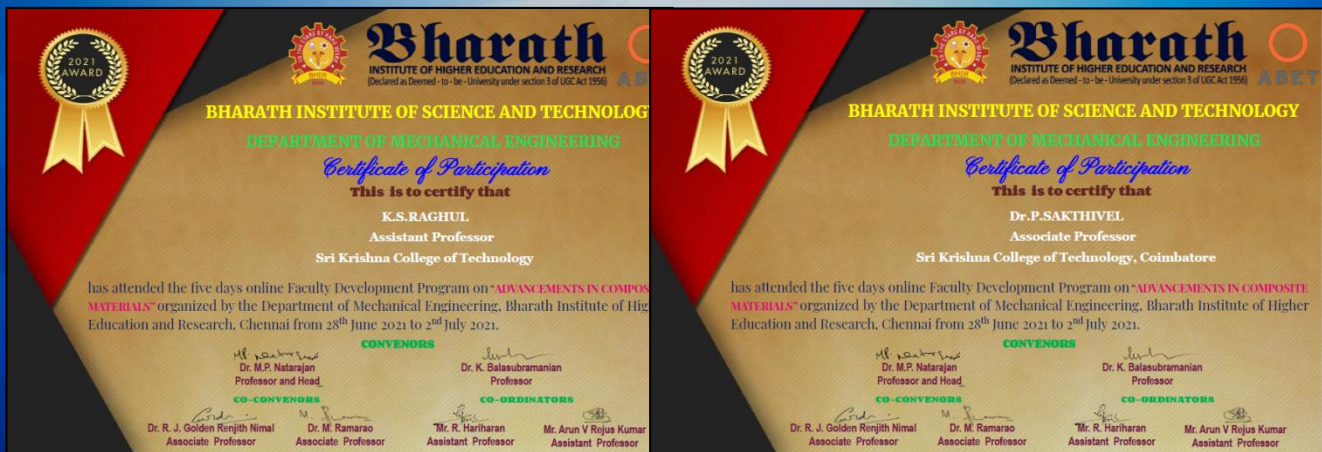 2021
AWARD
IN THE STARS BY HARD WORK
BIHER
Bharath
INSTITUTE OF HIGHER EDUCATION AND RESEARCH
(Declared as Deemed - to - be - University under section 3 of UGC Act 1956)
ABE
BHARATH INSTITUTE OF SCIENCE AND TECHNOLOG
DEPARTMENT OF MECHANICAL ENGINEERING
Certificate of Participation
This is to certify that
K.S.RAGHUL
Assistant Professor
Sri Krishna College of Technology
has attended the five days online Faculty Development Program on "ADVANCEMENTS IN COMPOS
MATERIALS" organized by the Department of Mechanical Engineering, Bharath Institute of Hig
Education and Research, Chennai from 28th June 2021 to 2nd July 2021.
CONVENORS
Dr. M.P. Natarajan
Professor and Head
Dr. K. Balasubramanian
Professor
CO-CONVENORS
CO-ORDINATORS
Dr. R. J. Golden Renjith Nimal
Associate Professor
Dr. M. Ramarao
Associate Professor
Mr. R. Hariharan
Assistant Professor
Mr. Arun V Rejus Kumar
Assistant Professor
2021
AWARD
BIHER
Bharath
INSTITUTE OF HIGHER EDUCATION AND RESEARCH
(Declared as Deemed - to - be - University under section 3 of UGC Act 1956)
ABET
BHARATH INSTITUTE OF SCIENCE AND TECHNOLOGY
DEPARTMENT OF MECHANICAL ENGINEERING
Certificate of Participation
This is to certify that
Dr.P.SAKTHIVEL
Associate Professor
Sri Krishna College of Technology, Coimbatore
has attended the five days online Faculty Development Program on "ADVANCEMENTS IN COMPOSITE
MATERIALS" organized by the Department of Mechanical Engineering, Bharath Institute of Higher
Education and Research, Chennai from 28th June 2021 to 2nd July 2021.
CONVENORS
Dr. M.P. Natarajan
Professor and Head
Dr. K. Balasubramanian
Professor
CO-CONVENORS
CO-ORDINATORS
Dr. R. J. Golden Renjith Nimal
Associate Professor
Dr. M. Ramarao
Associate Professor
Mr. R. Hariharan
Assistant Professor
Mr. Arun V Rejus Kumar
Assistant Professor